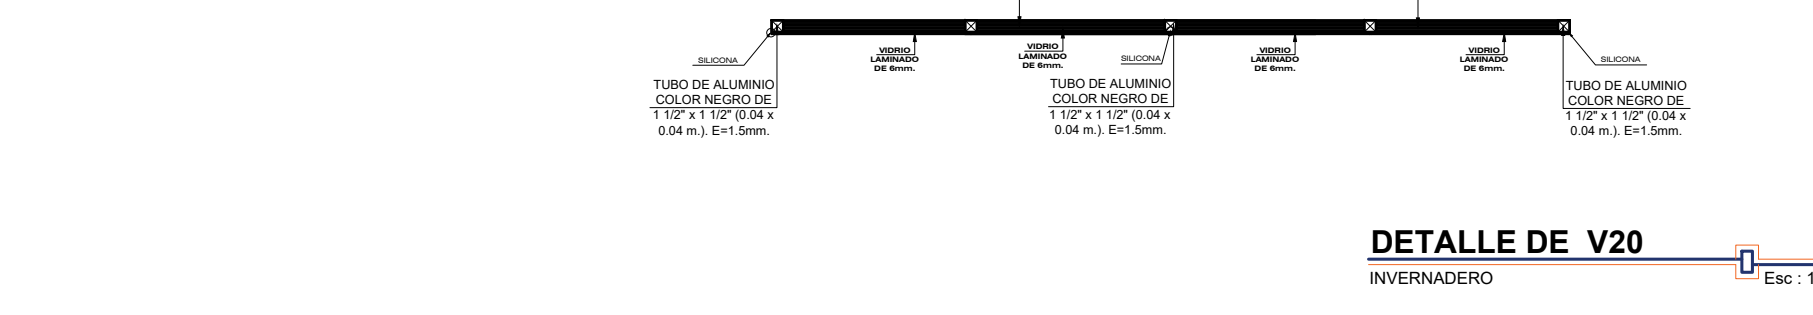 SILICONA
VIDRIO
LAMINADO
DE 6mm.
VIDRIO
LAMINADO
DE 6mm.
SILICONA
VIDRIO
LAMINADO
DE 6mm.
VIDRIO
LAMINADO
DE 6mm.
SILICONA
TUBO DE ALUMINIO
COLOR NEGRO DE
1 1/2" x 1 1/2" (0.04 x
0.04 m.). E=1.5mm.
TUBO DE ALUMINIO
COLOR NEGRO DE
1 1/2" x 1 1/2" (0.04 x
0.04 m.). E=1.5mm.
TUBO DE ALUMINIO
COLOR NEGRO DE
1 1/2" x 1 1/2" (0.04 x
0.04 m.). E=1.5mm.
DETALLE DE V20
INVERNADERO
Esc : 1